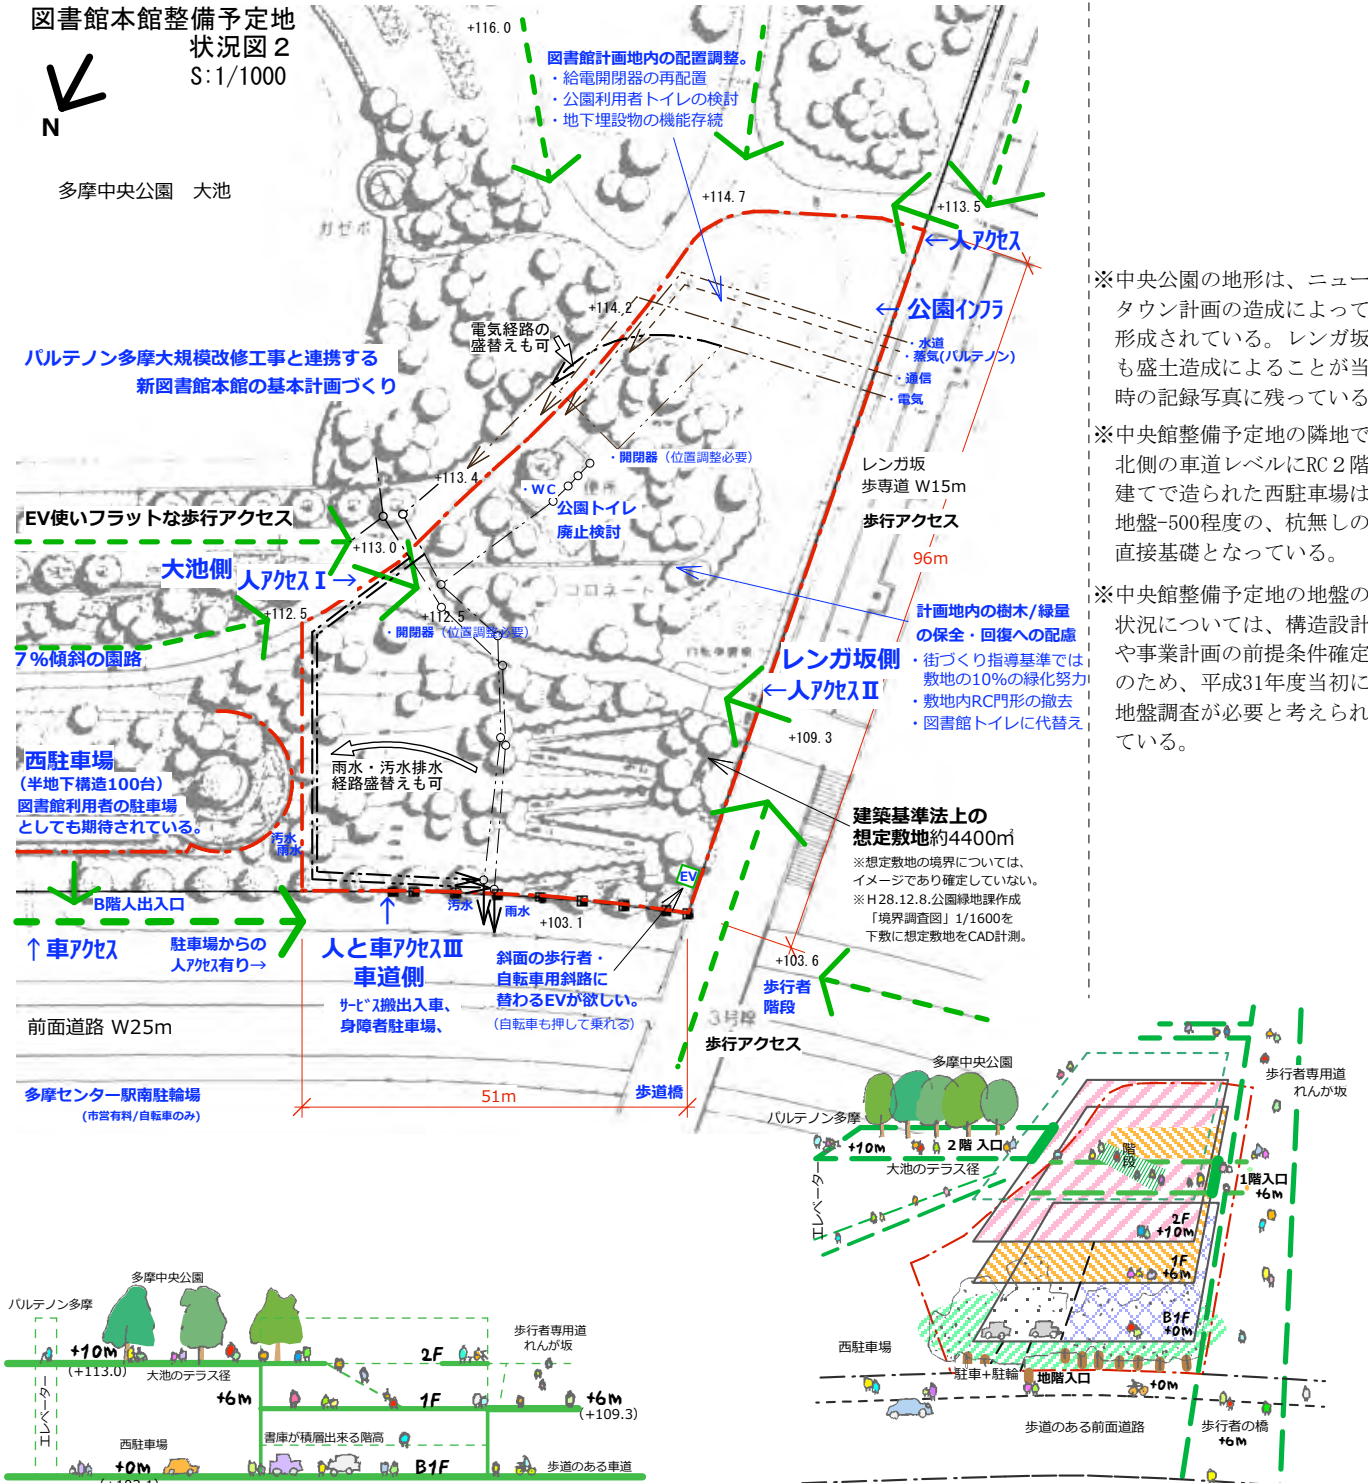 図書館本館整備予定地
状況図２
S:1/1000
N
多摩中央公園　大池
+116.0
図書館計画地内の配置調整。
・給電開閉器の再配置
・公園利用者トイレの検討
・地下埋設物の機能存続
+114.7
+113.5
←人アクセス
ガゼボ
← 公園インフラ
+114.2
電気経路の
盛替えも可
・水道
・蒸気(パルテノン)
・通信
・電気
パルテノン多摩大規模改修工事と連携する
新図書館本館の基本計画づくり
・開閉器（位置調整必要）
レンガ坂
歩専道 W15m
歩行アクセス
96m
+113.4
・WC
便所
公園トイレ
廃止検討
EV使いフラットな歩行アクセス
+113.0
大池側
人アクセスⅠ→
コロネード
+112.5
+112.5
・開閉器（位置調整必要）
7％傾斜の園路
計画地内の樹木/緑量
の保全・回復への配慮
・街づくり指導基準では
敷地の10%の緑化努力
・敷地内RC門形の撤去
・図書館トイレに代替え
レンガ坂側
←人アクセスⅡ
+109.3
西駐車場
（半地下構造100台）
図書館利用者の駐車場
としても期待されている。
雨水・汚水排水
経路盛替えも可
汚水
雨水
建築基準法上の
想定敷地約4400㎡
※想定敷地の境界については、
イメージであり確定していない。
※Ｈ28.12.8.公園緑地課作成
「境界調査図」1/1600を
下敷に想定敷地をCAD計測。
EV
B階人出入口
汚水
雨水
+103.1
↑車アクセス
駐車場からの
人アクセス有り→
人と車アクセスⅢ
車道側
サービス搬出入車、
身障者駐車場、
斜面の歩行者・
自転車用斜路に
替わるEVが欲しい。
（自転車も押して乗れる）
+103.6
歩行者
階段
前面道路 W25m
3号線
歩行アクセス
多摩センター駅南駐輪場
（市営有料/自転車のみ）
51m
歩道橋
※中央公園の地形は、ニュー
タウン計画の造成によって
形成されている。レンガ坂
も盛土造成によることが当
時の記録写真に残っている
※中央館整備予定地の隣地で
北側の車道レベルにRC２階
建てで造られた西駐車場は
地盤-500程度の、杭無しの
直接基礎となっている。
※中央館整備予定地の地盤の
状況については、構造設計
や事業計画の前提条件確定
のため、平成31年度当初に
地盤調査が必要と考えられ
ている。
多摩中央公園
歩行者専用道
れんが坂
パルテノン多摩
+10m
2階入口
大池のテラス径
エレベーター
階段
1階入口
+6m
2F
+10m
1F
+6m
B1F
+0m
西駐車場
駐車+駐輪
地階入口
+0m
歩道のある前面道路
歩行者の橋
+6m
多摩中央公園
パルテノン多摩
+10m
(+113.0)
大池のテラス径
2F
歩行者専用道
れんが坂
エレベーター
+6m
1F
+6m
(+109.3)
西駐車場
書庫が積層出来る階高
+0m
B1F
歩道のある車道